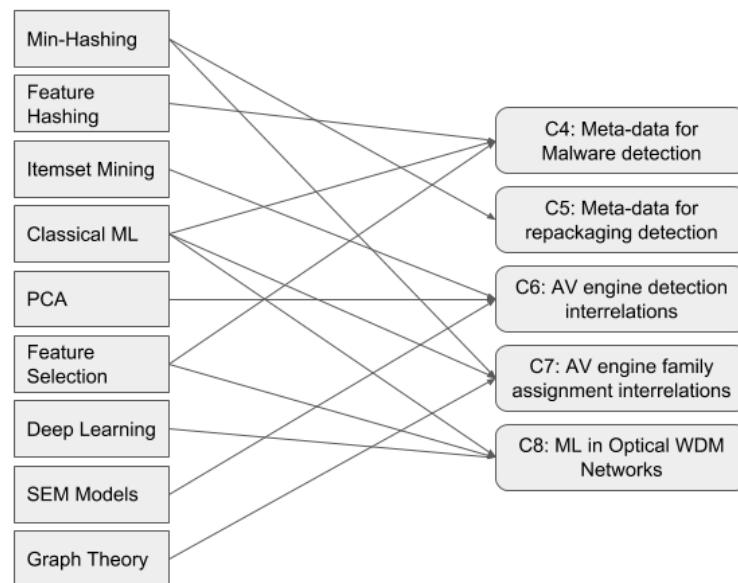 Min-Hashing
Feature
Hashing
Itemset Mining
Classical ML
PCA
Feature
Selection
Deep Learning
SEM Models
Graph Theory
C4: Meta-data for
Malware detection
C5: Meta-data for
repackaging detection
C6: AV engine detection
interrelations
C7: AV engine family
assignment interrelations
C8: ML in Optical WDM
Networks